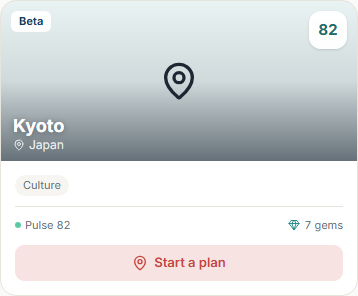 Beta
82
Kyoto
Japan
Culture
Pulse 82
7 gems
Start a plan